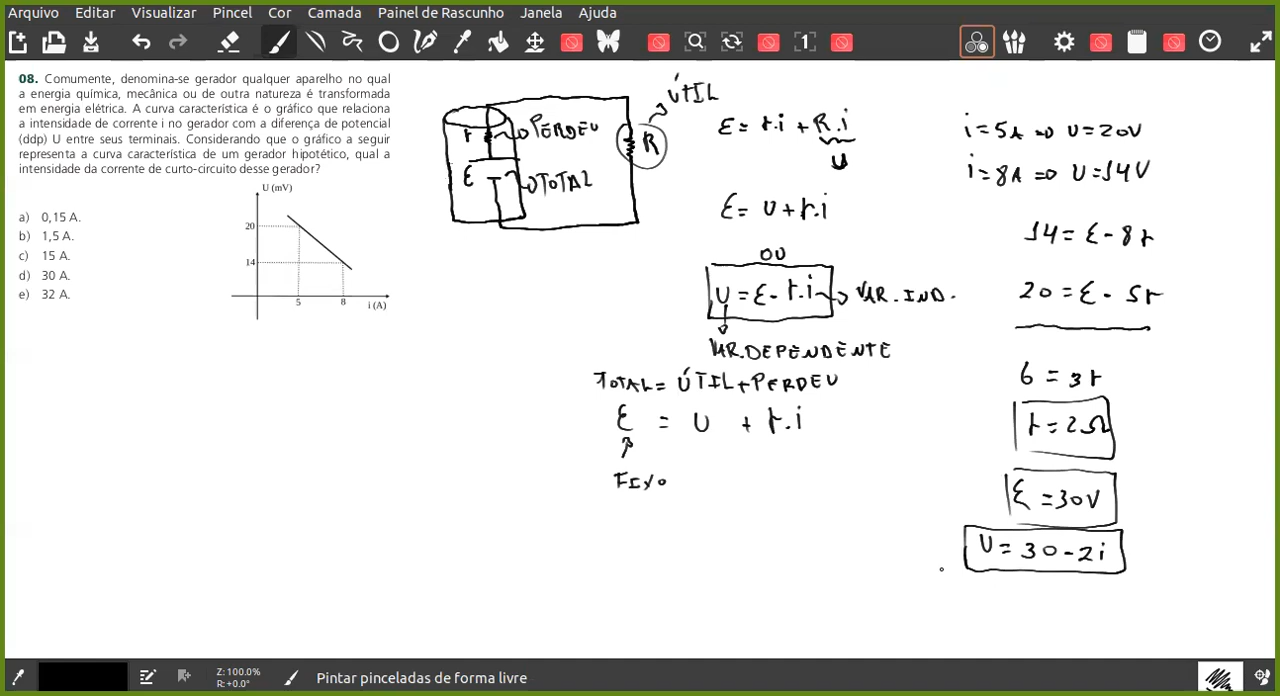 Arquivo Editar Visualizar Pincel Cor Camada Painel de Rascunho Janela Ajuda
1
08. Comumente, denomina-se gerador qualquer aparelho no qual
a energia química, mecânica ou de outra natureza é transformada
em energia elétrica. A curva característica é o gráfico que relaciona
a intensidade de corrente i no gerador com a diferença de potencial
(ddp) U entre seus terminais. Considerando que o gráfico a seguir
representa a curva característica de um gerador hipotético, qual a
intensidade da corrente de curto-circuito desse gerador?
a) 0,15 A.
b) 1,5 A.
c) 15 A.
d) 30 A.
e) 32 A.
U (mV)
20
14
5 8 i (A)
r PERDEU
ε TOTAL
R
ÚTIL
ε = r.i + R.i
U
ε = U + r.i
OU
U = ε - r.i VAR. IND.
VAR. DEPENDENTE
TOTAL = ÚTIL + PERDEU
ε = U + r.i
FIXO
i = 5A => U = 20V
i = 8A => U = 14V
14 = ε - 8r
20 = ε - 5r
6 = 3r
r = 2Ω
ε = 30V
U = 30 - 2i
Z: 100.0%
R: +0.0°
Pintar pinceladas de forma livre